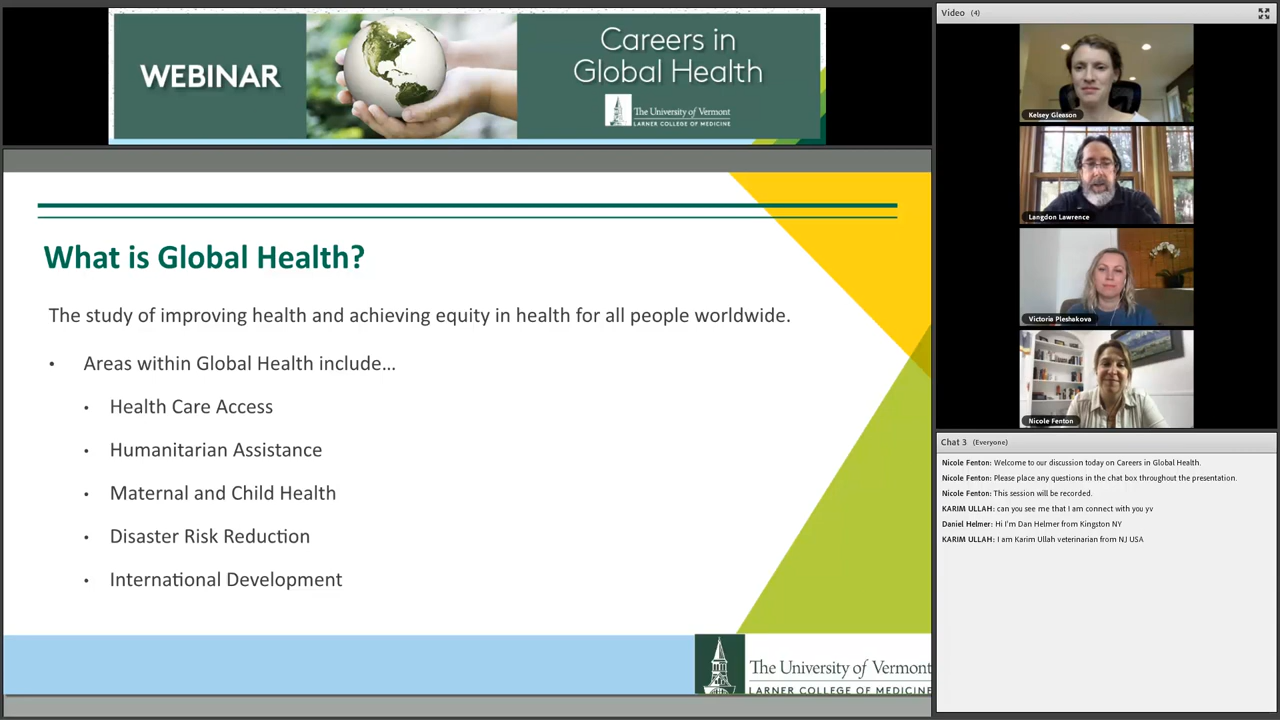 WEBINAR
Careers in
Global Health
The University of Vermont
LARNER COLLEGE OF MEDICINE
What is Global Health?
The study of improving health and achieving equity in health for all people worldwide.
• Areas within Global Health include...
• Health Care Access
• Humanitarian Assistance
• Maternal and Child Health
• Disaster Risk Reduction
• International Development
The University of Vermont
LARNER COLLEGE OF MEDICINE
Video (4)
Kelsey Gleason
Langdon Lawrence
Victoria Pleshakova
Nicole Fenton
Chat 3 (Everyone)
Nicole Fenton: Welcome to our discussion today on Careers in Global Health.
Nicole Fenton: Please place any questions in the chat box throughout the presentation.
Nicole Fenton: This session will be recorded.
KARIM ULLAH: can you see me that I am connect with you yv
Daniel Helmer: Hi I'm Dan Helmer from Kingston NY
KARIM ULLAH: I am Karim Ullah veterinarian from NJ USA